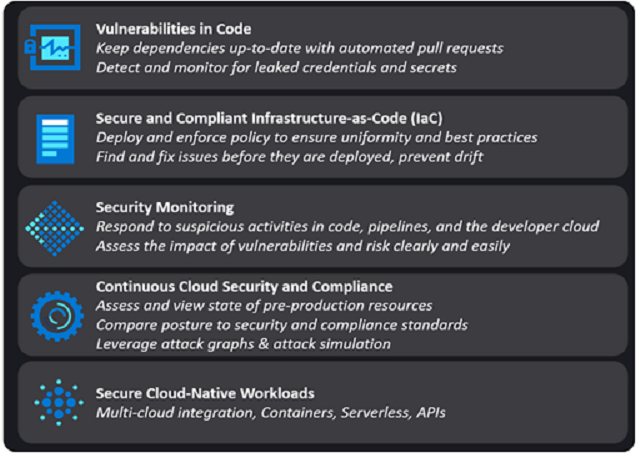 Vulnerabilities in Code
Keep dependencies up-to-date with automated pull requests
Detect and monitor for leaked credentials and secrets
Secure and Compliant Infrastructure-as-Code (IaC)
Deploy and enforce policy to ensure uniformity and best practices
Find and fix issues before they are deployed, prevent drift
Security Monitoring
Respond to suspicious activities in code, pipelines, and the developer cloud
Assess the impact of vulnerabilities and risk clearly and easily
Continuous Cloud Security and Compliance
Assess and view state of pre-production resources
Compare posture to security and compliance standards
Leverage attack graphs & attack simulation
Secure Cloud-Native Workloads
Multi-cloud integration, Containers, Serverless, APIs